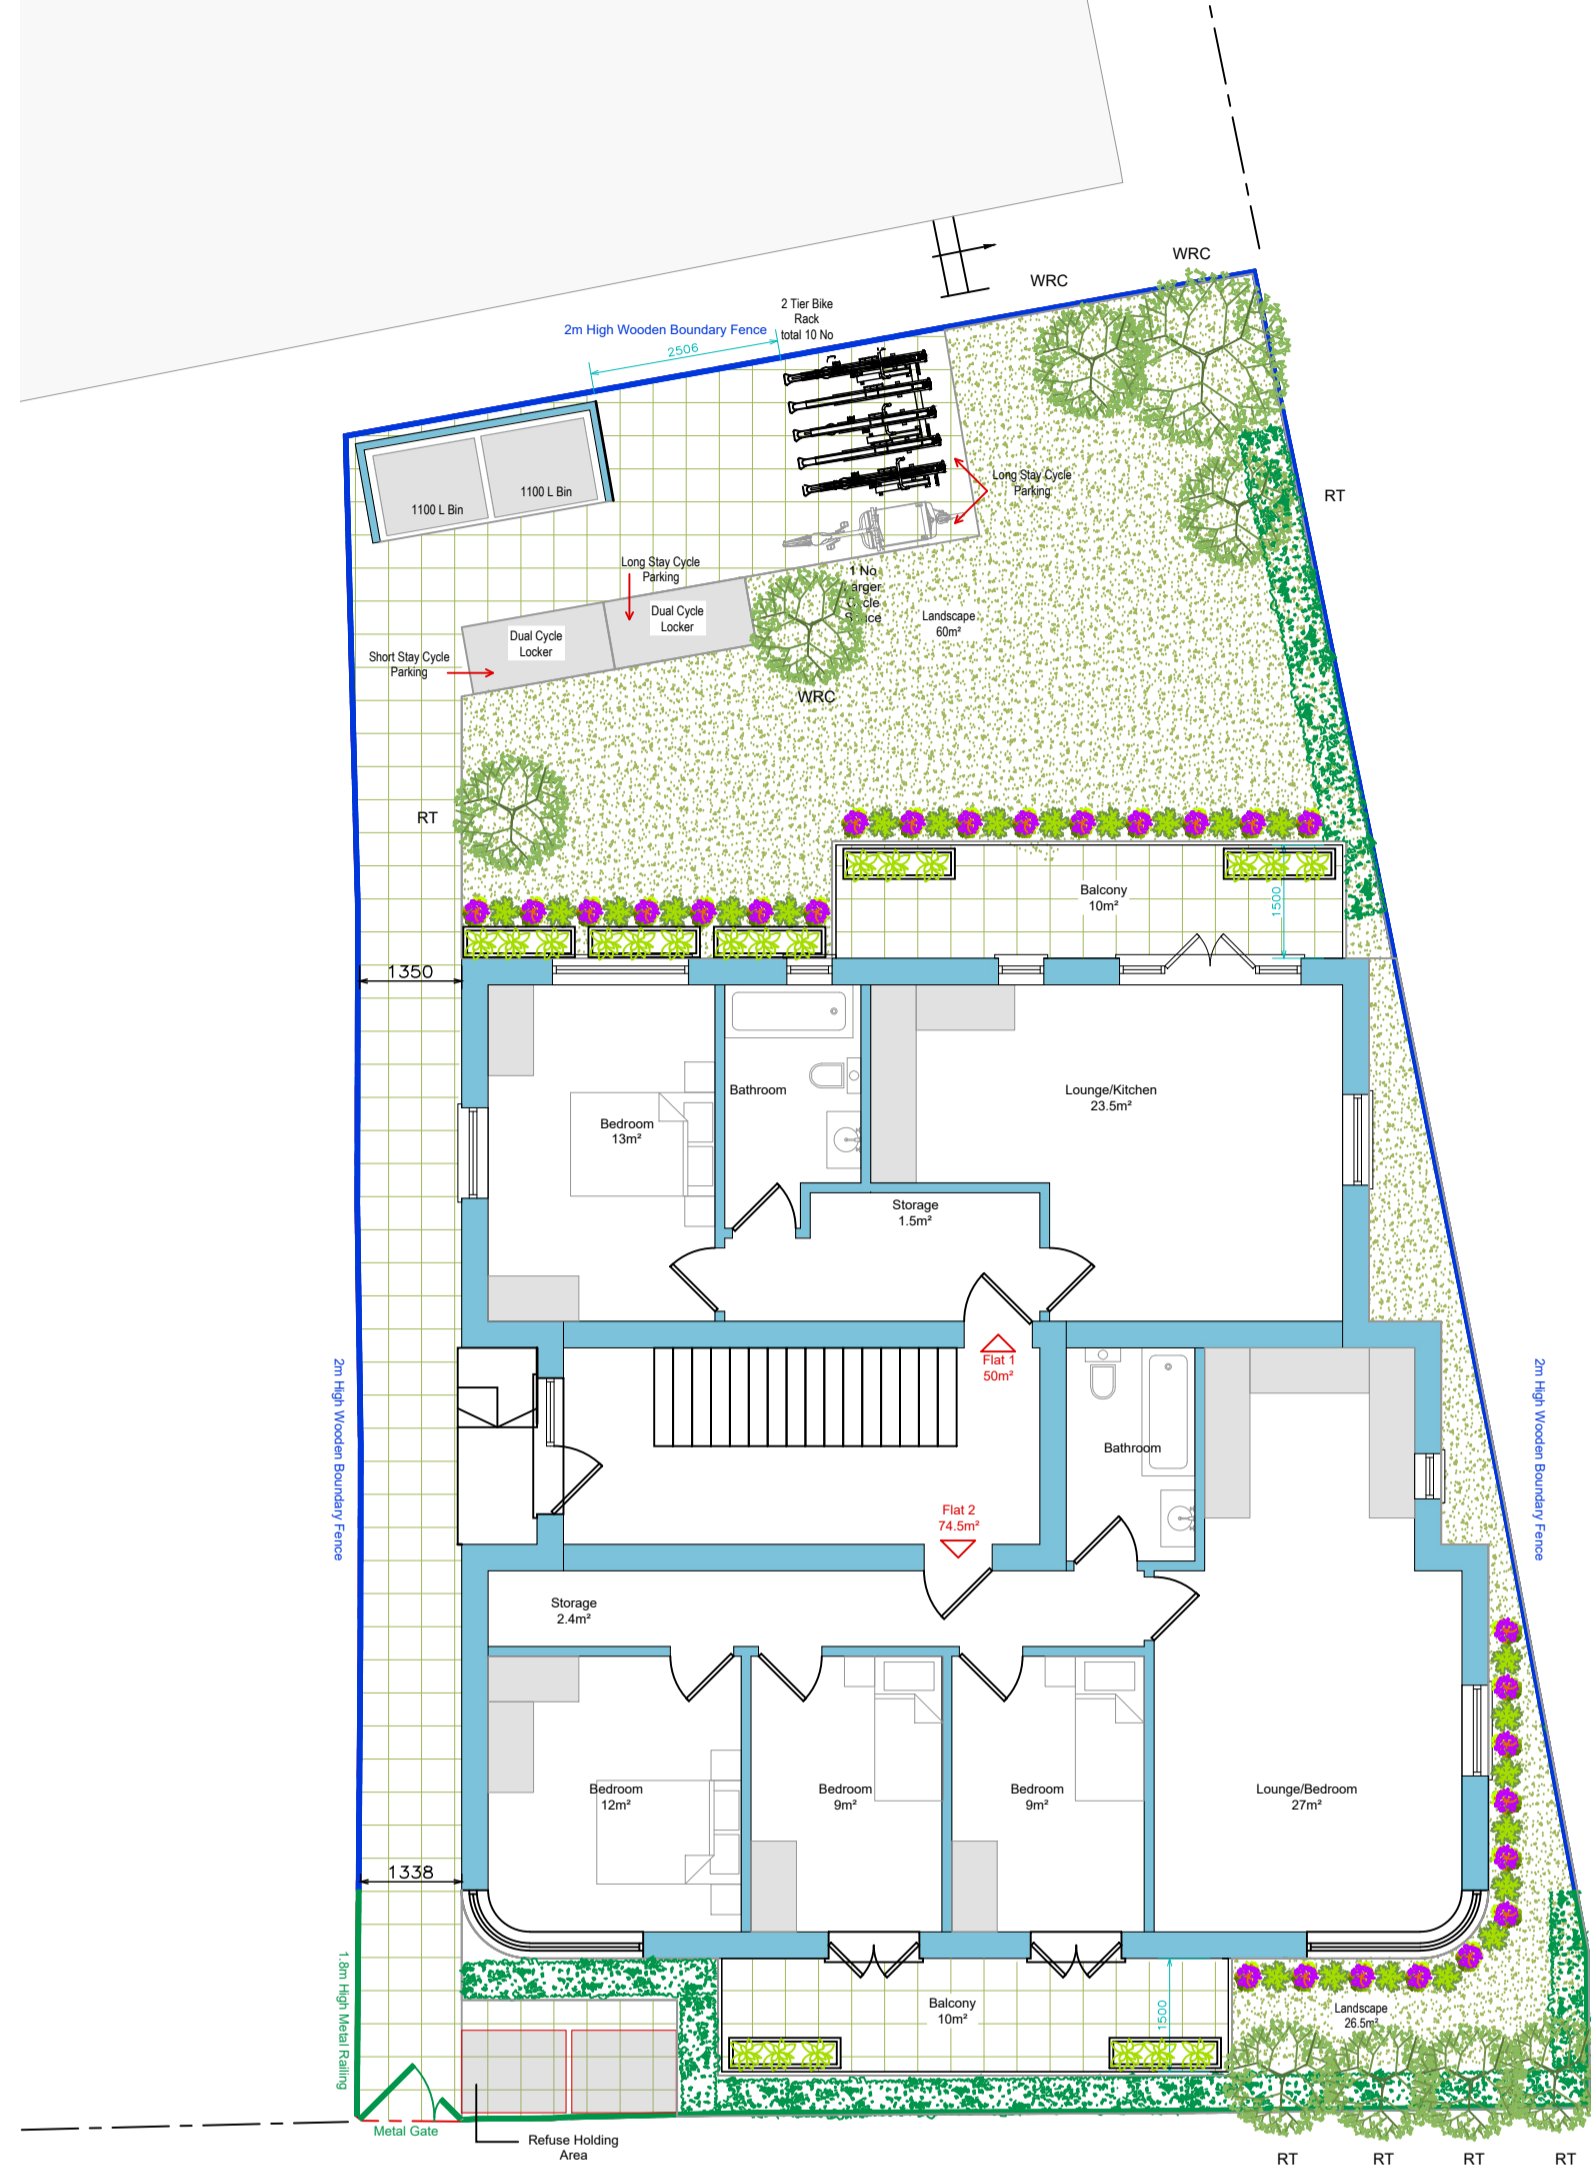 WRC
WRC
2 Tier Bike
Rack
total 10 No
2m High Wooden Boundary Fence
2506
1100 L Bin
1100 L Bin
Long Stay Cycle
Parking
RT
Long Stay Cycle
Parking
1 No
Dual Cycle
Locker
Dual Cycle
Locker
Landscape
60m²
Short Stay Cycle
Parking
WRC
RT
Balcony
10m²
1500
1350
Bedroom
13m²
Bathroom
Lounge/Kitchen
23.5m²
Storage
1.5m²
Flat 1
50m²
2m High Wooden Boundary Fence
2m High Wooden Boundary Fence
Bathroom
Flat 2
74.5m²
Storage
2.4m²
Bedroom
12m²
Bedroom
9m²
Bedroom
9m²
Lounge/Bedroom
27m²
1338
1.8m High Metal Railing
Balcony
10m²
1500
Landscape
26.5m²
Metal Gate
Refuse Holding
Area
RT
RT
RT
RT